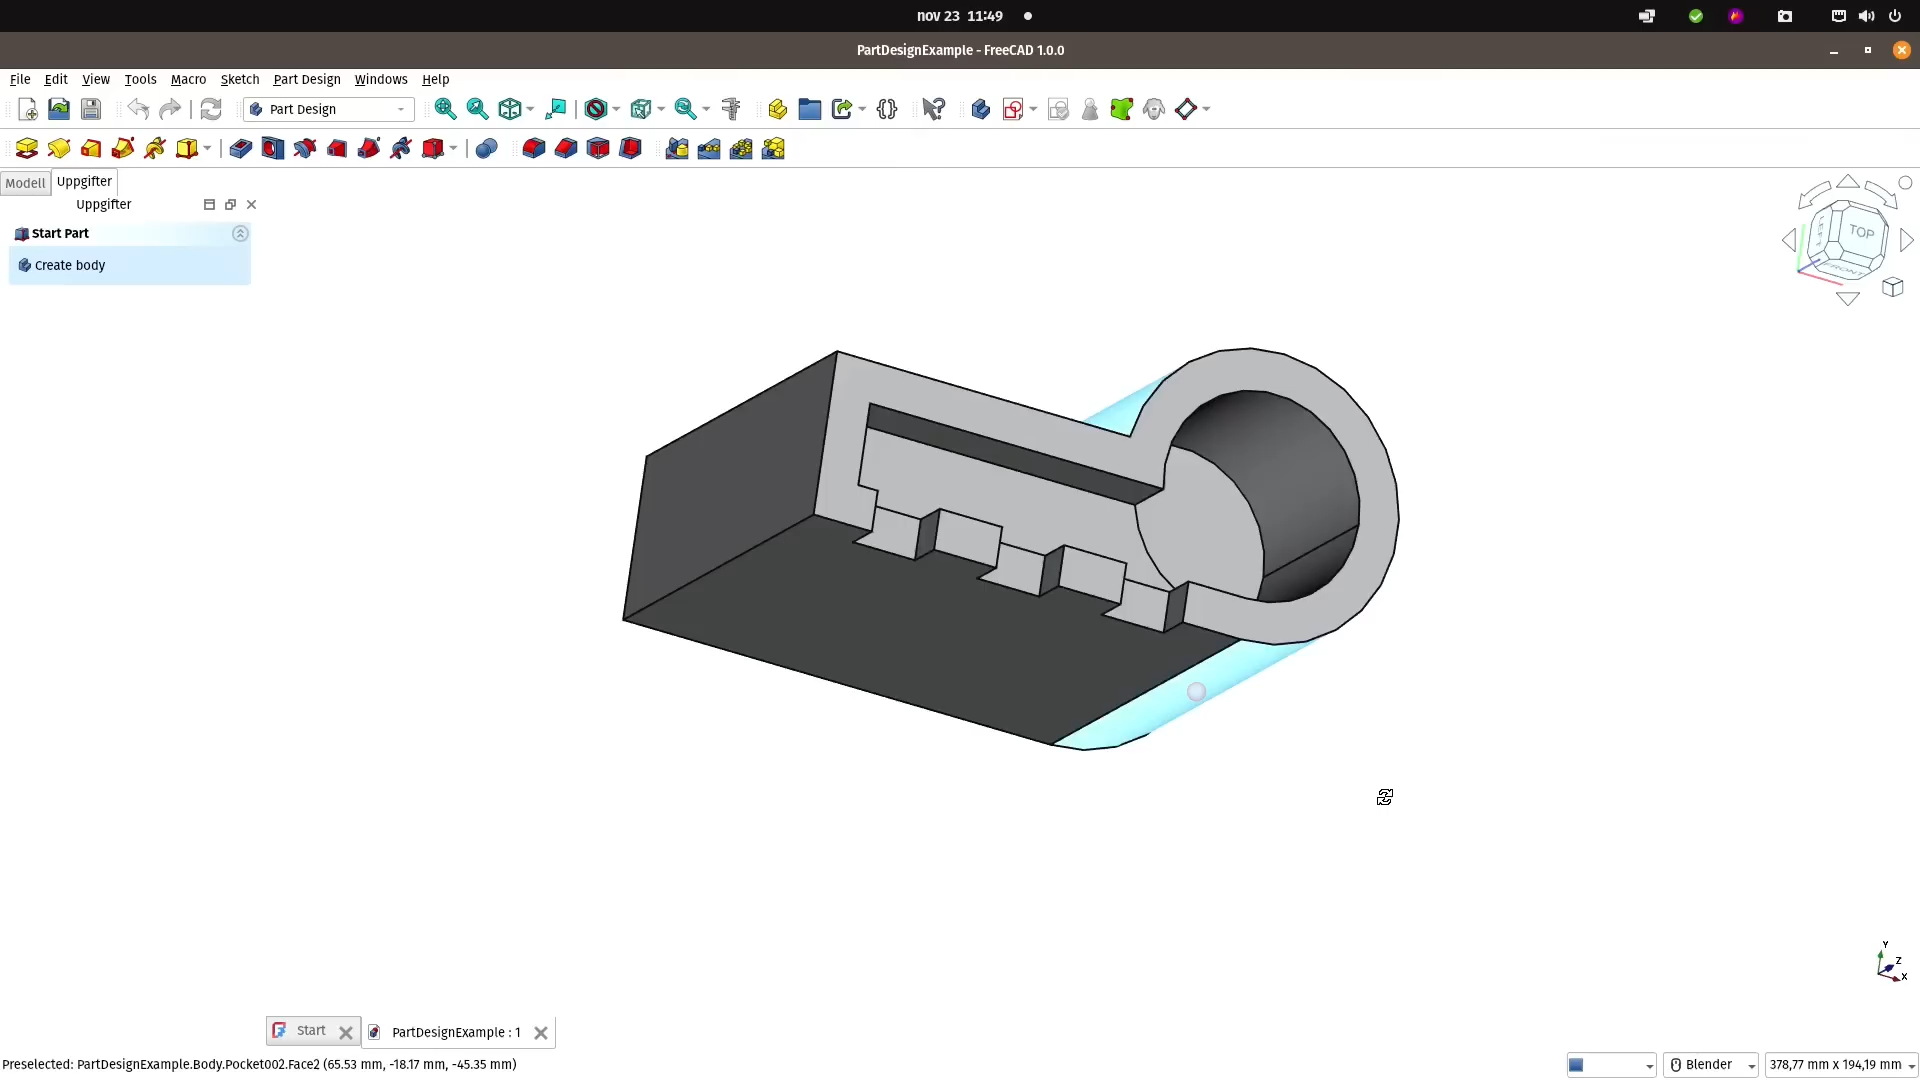 nov 23 11:49
PartDesignExample - FreeCAD 1.0.0
File Edit View Tools Macro Sketch Part Design Windows Help
Part Design
Modell Uppgifter
Uppgifter
Start Part
Create body
TOP
LEFT
FRONT
Y
Z
X
Start PartDesignExample : 1
Preselected: PartDesignExample.Body.Pocket002.Face2 (65.53 mm, -18.17 mm, -45.35 mm) Blender 378,77 mm x 194,19 mm